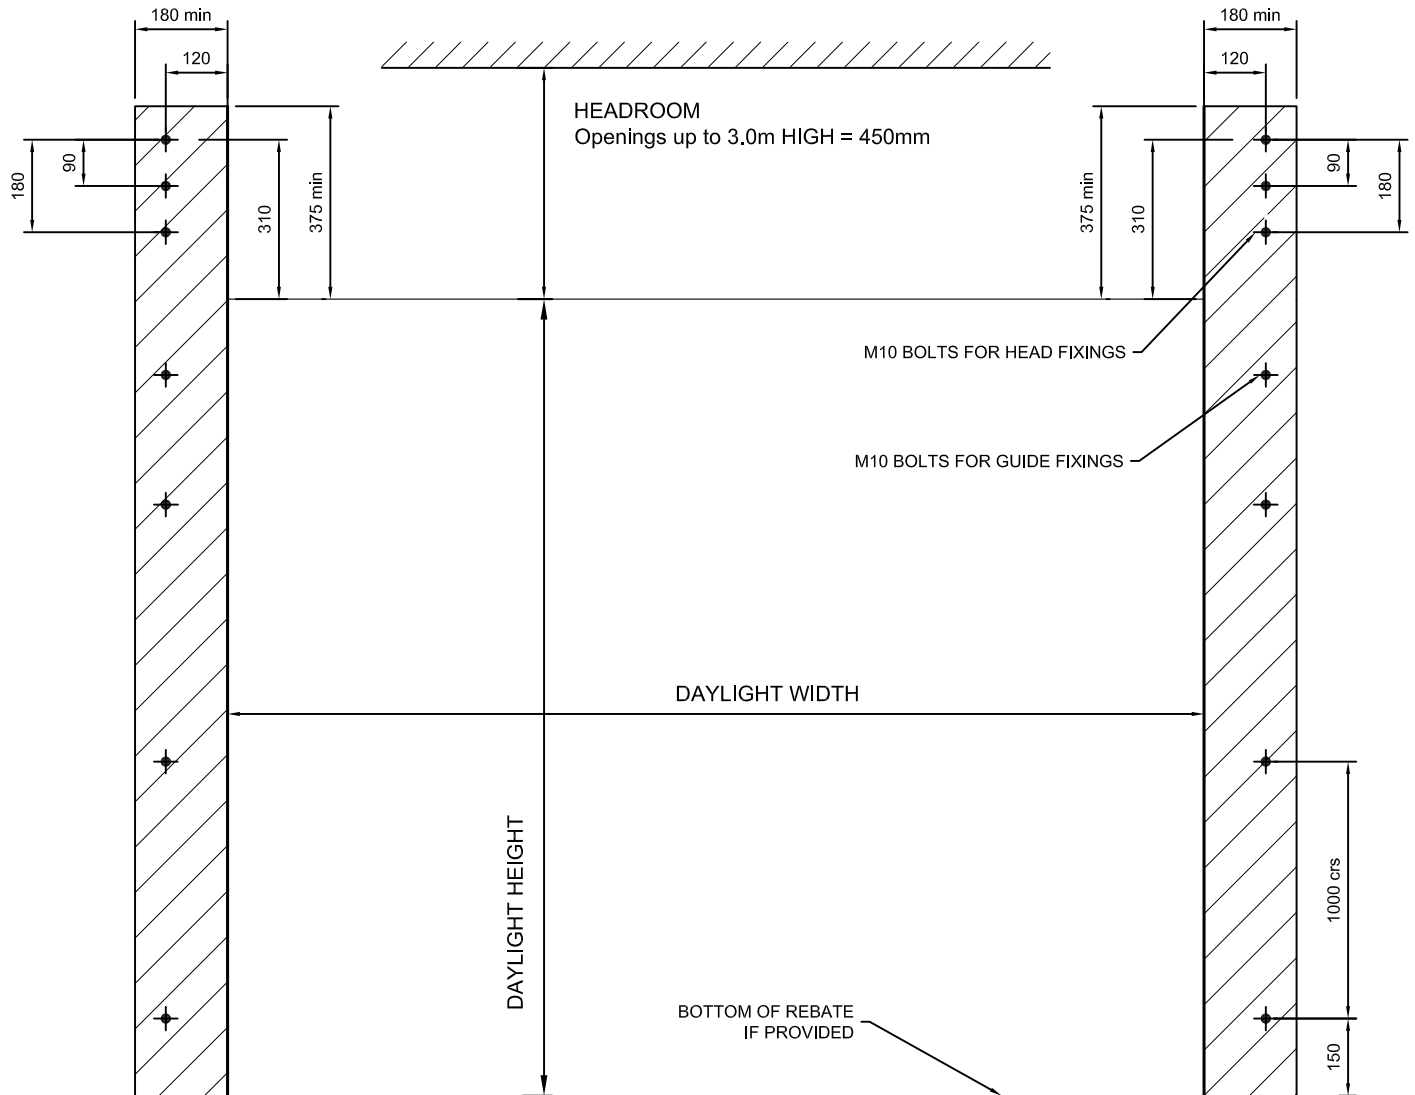 180 min
180 min
120
120
HEADROOM
Openings up to 3.0m HIGH = 450mm
180
90
310
375 min
375 min
310
90
180
M10 BOLTS FOR HEAD FIXINGS
M10 BOLTS FOR GUIDE FIXINGS
DAYLIGHT WIDTH
DAYLIGHT HEIGHT
1000 crs
BOTTOM OF REBATE
IF PROVIDED
150